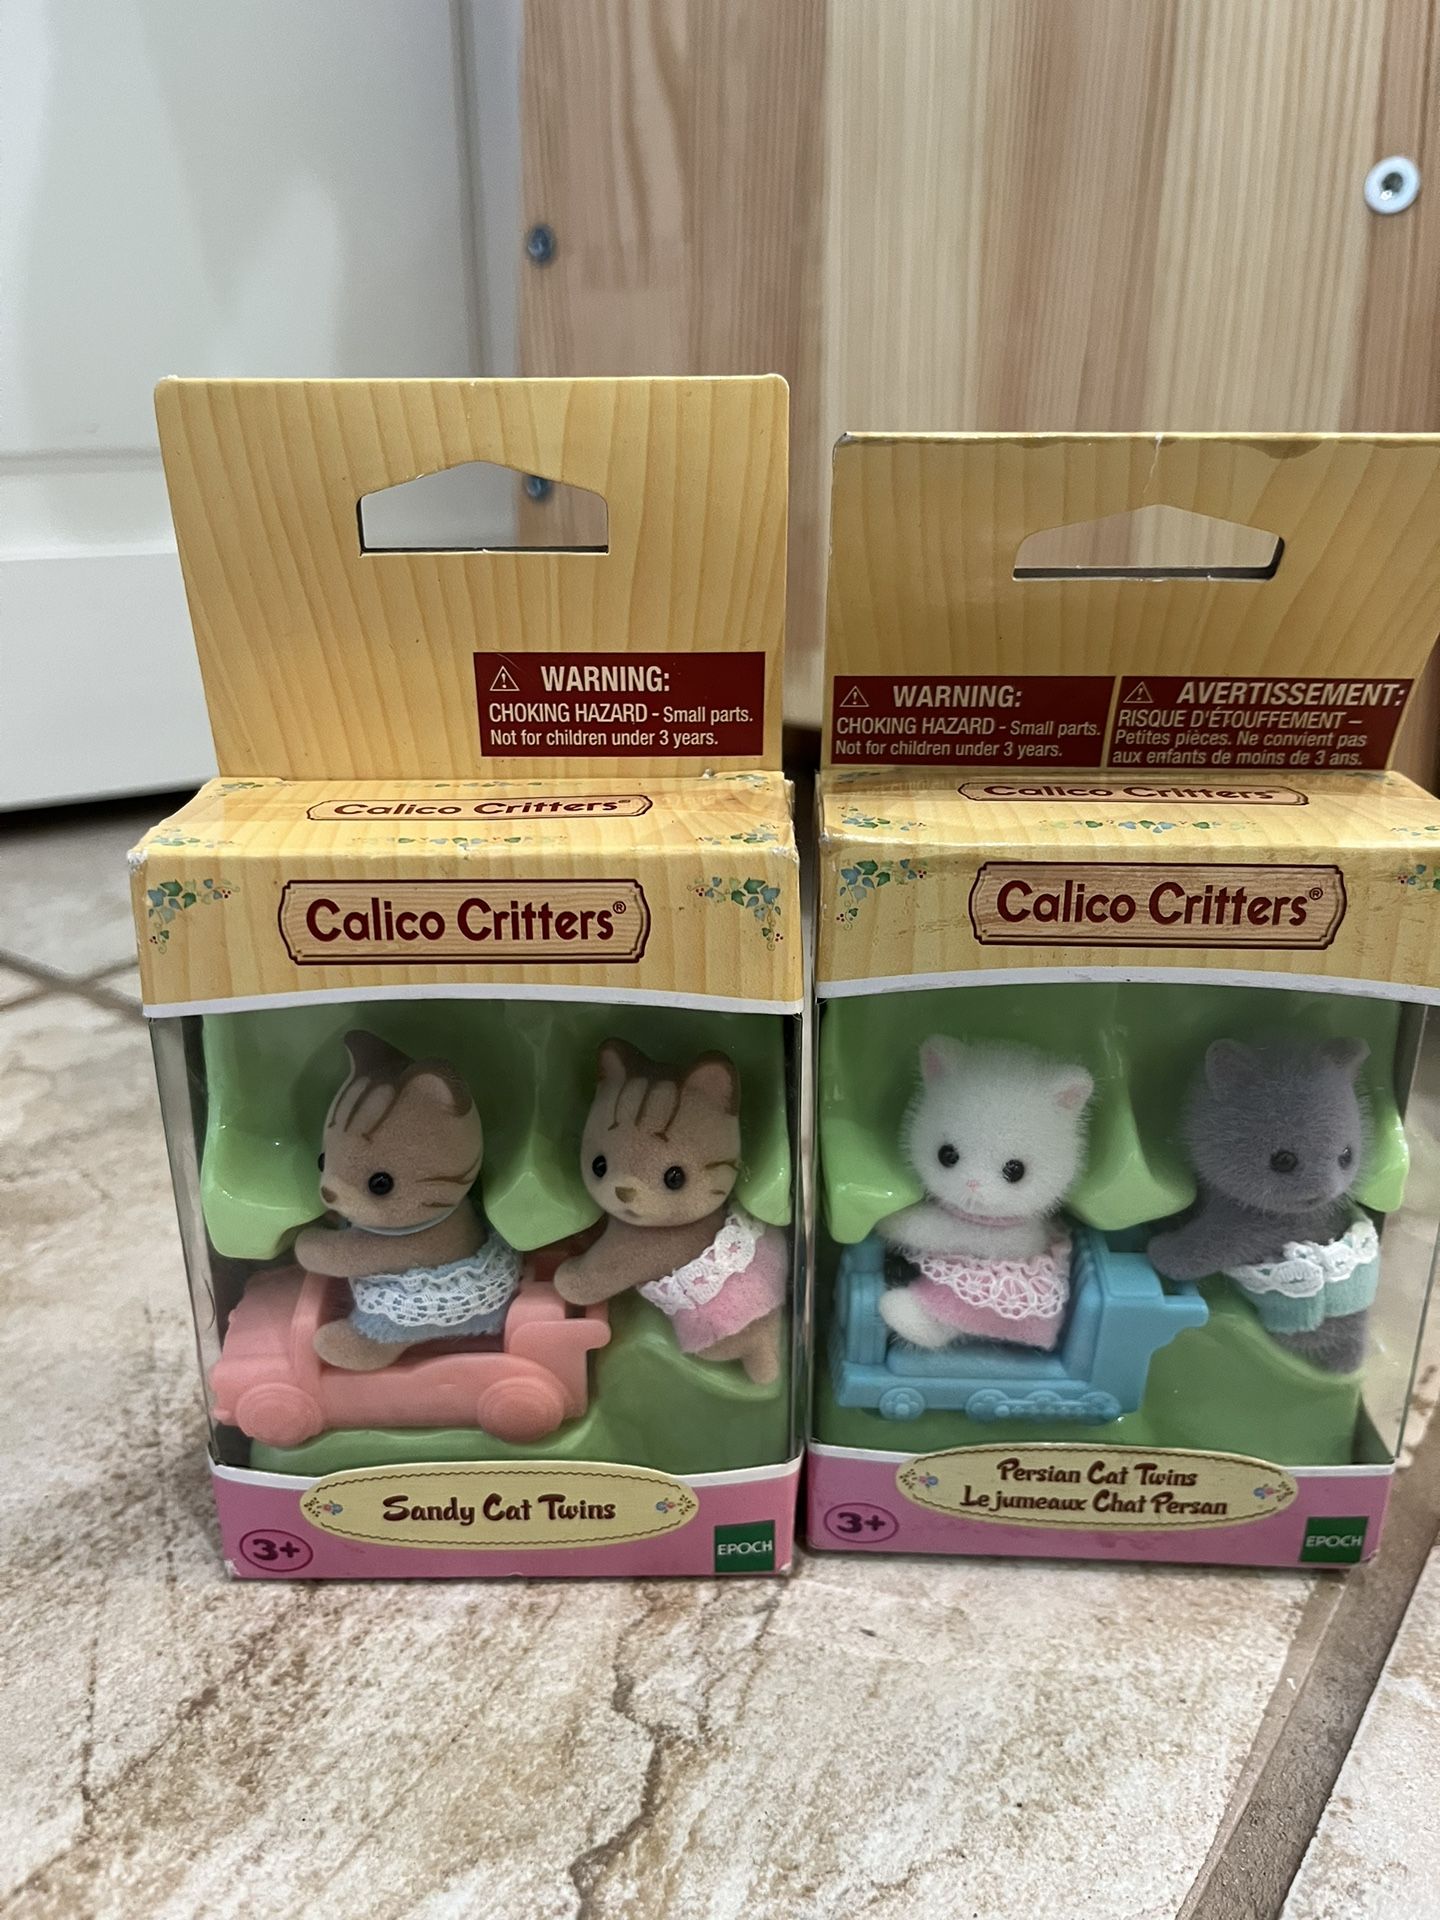 WARNING:
CHOKING HAZARD - Small parts.
Not for children under 3 years.
Calico Critters®
Calico Critters®
Sandy Cat Twins
3+
EPOCH
WARNING:
CHOKING HAZARD - Small parts.
Not for children under 3 years.
AVERTISSEMENT:
RISQUE D'ÉTOUFFEMENT –
Petites pièces. Ne convient pas
aux enfants de moins de 3 ans.
Calico Critters®
Calico Critters®
Persian Cat Twins
Le jumeaux Chat Persan
3+
EPOCH